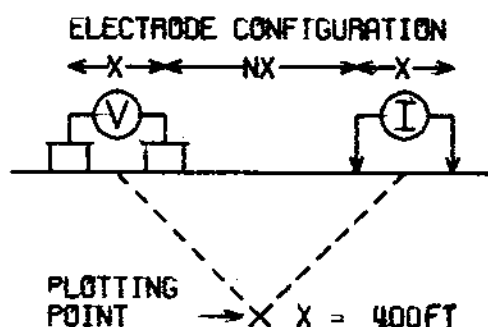 ELECTRODE CONFIGURATION
X NX X
V I
PLOTTING
POINT X = 400FT